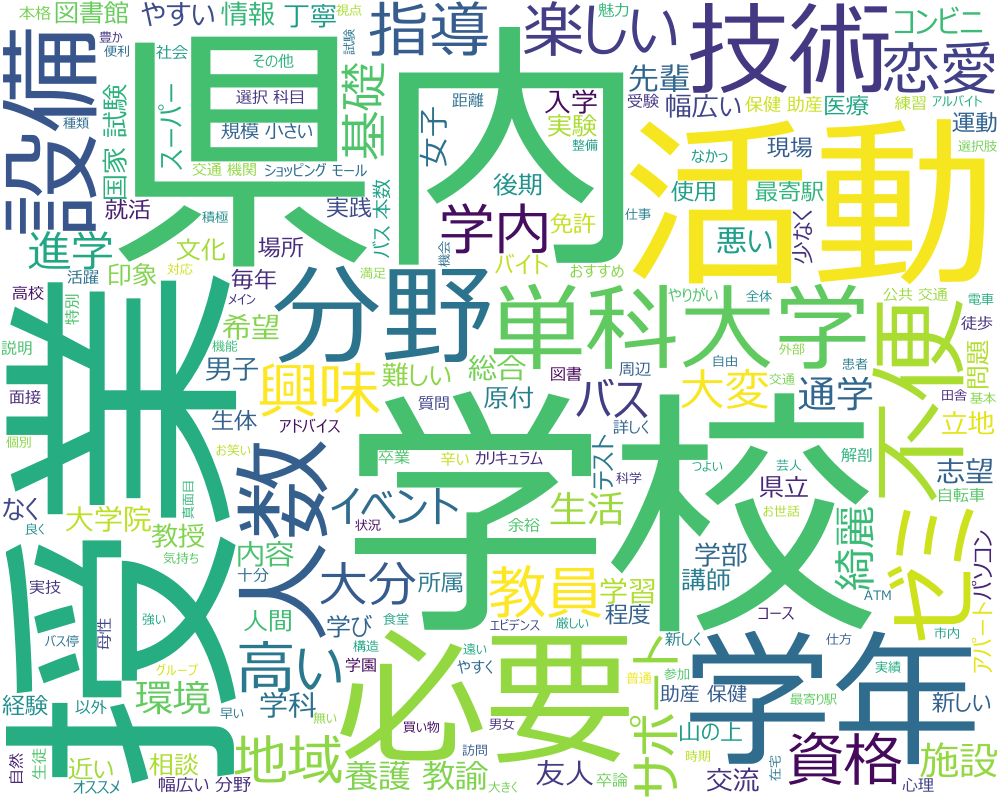 本格
図書館
やすい
情報
丁寧
視点
指導
楽しい
技術
魅力
コンビニ
恋愛
豊か
便利
設備
県内
社会
その他
試験
選択 科目
規模 小さい
基礎
スーパー
国家 試験
種類
交通 機関
ショッピング モール
女子
距離
先輩
入学
実験
整備
受験
幅広い
保健 助産
医療
練習
アルバイト
運動
選択肢
活動
なかっ
現場
使用
最寄駅
悪い
少なく
後期
学内
免許
仕事
バイト
おすすめ
機会
バス 本数
実践
満足
就活
積極
場所
文化
進学
印象
毎年
対応
活躍
高校
特別
メイン
希望
機能
説明
面接
個別
授業
分野
単科大学
やりがい
全体
公共 交通
電車
徒歩
不便
問題
基本
田舎
立地
外部
患者
自由
交通
周辺
図書
総合
難しい
興味
男子
生体
アドバイス
質問
原付
バス
大変
通学
詳しく
お笑い
人数
卒業
辛い
カリキュラム
テスト
科学
つよい
芸人
解剖
志望
自転車
お世話
県立
学校
なく
良く
大学院
真面目
教授
気持ち
イベント
状況
余裕
生活
内容
十分
大分
所属
教員
学習
学部
講師
程度
コース
ATM
綺麗
ゼミ
パソコン
市内
アパート
実技
バス停
母性
強い
人間
学び
食堂
エビデンス
厳しい
新しく
仕方
実績
グループ
構造
遠い
学園
やすく
普通
参加
サポート
学年
最寄り駅
新しい
助産 保健
山の上
経験
以外
環境
高い
学科
早い
無い
買い物
男女
必要
自然
生徒
近い
オススメ
相談
幅広い 分野
地域
養護 教諭
訪問
大きく
友人
卒論
時期
交流
在宅
資格
心理
施設